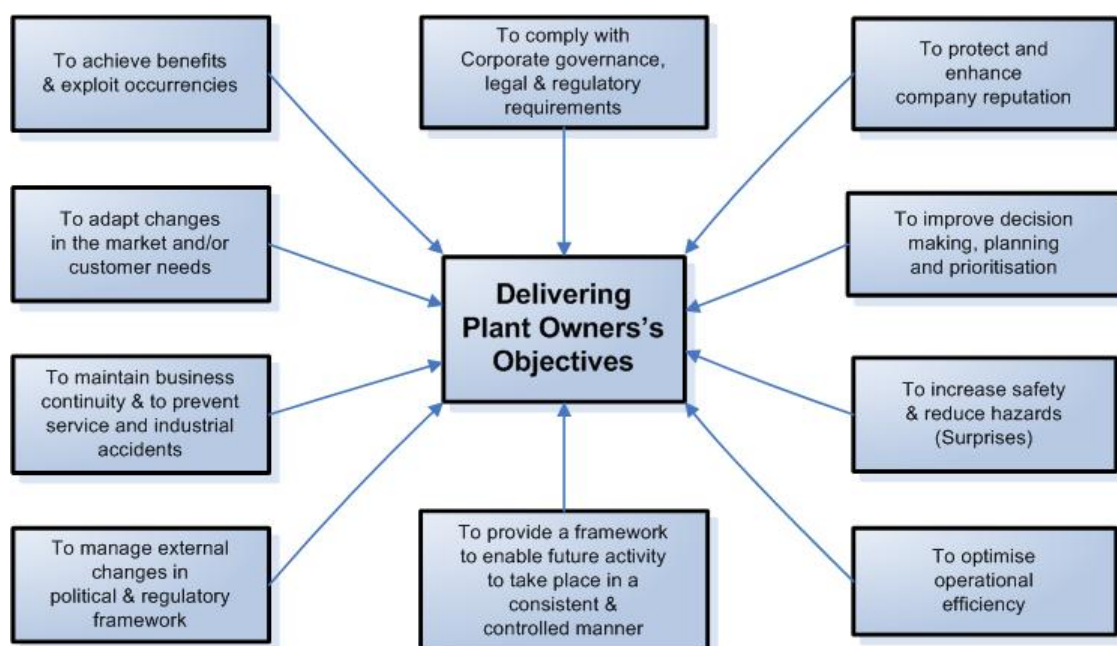 To achieve benefits
& exploit occurrencies
To comply with
Corporate governance,
legal & regulatory
requirements
To protect and
enhance
company reputation
To adapt changes
in the market and/or
customer needs
To improve decision
making, planning
and prioritisation
Delivering
Plant Owners's
Objectives
To maintain business
continuity & to prevent
service and industrial
accidents
To increase safety
& reduce hazards
(Surprises)
To manage external
changes in
political & regulatory
framework
To provide a framework
to enable future activity
to take place in a
consistent &
controlled manner
To optimise
operational
efficiency